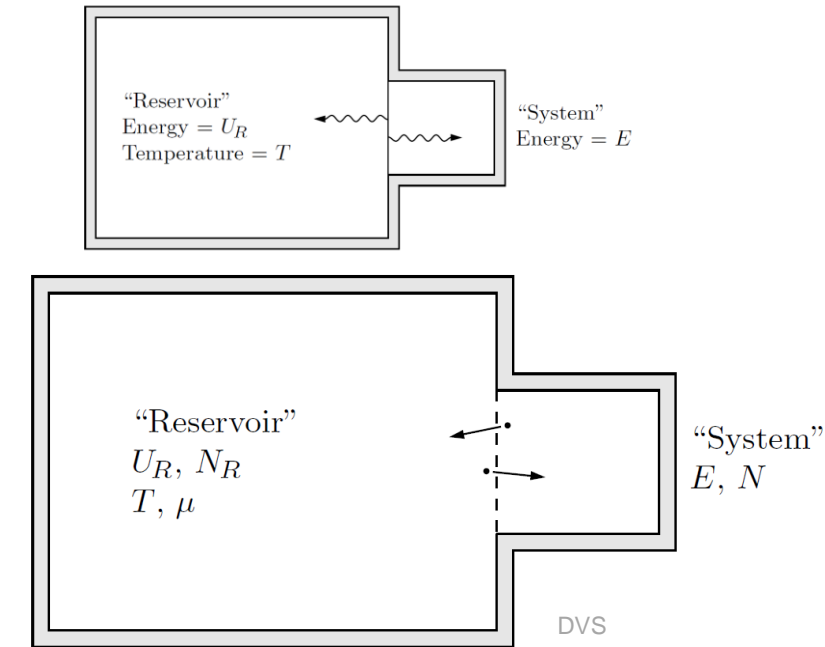 “Reservoir”
Energy = U_R
Temperature = T
“System”
Energy = E
“Reservoir”
U_R, N_R
T, μ
“System”
E, N
DVS